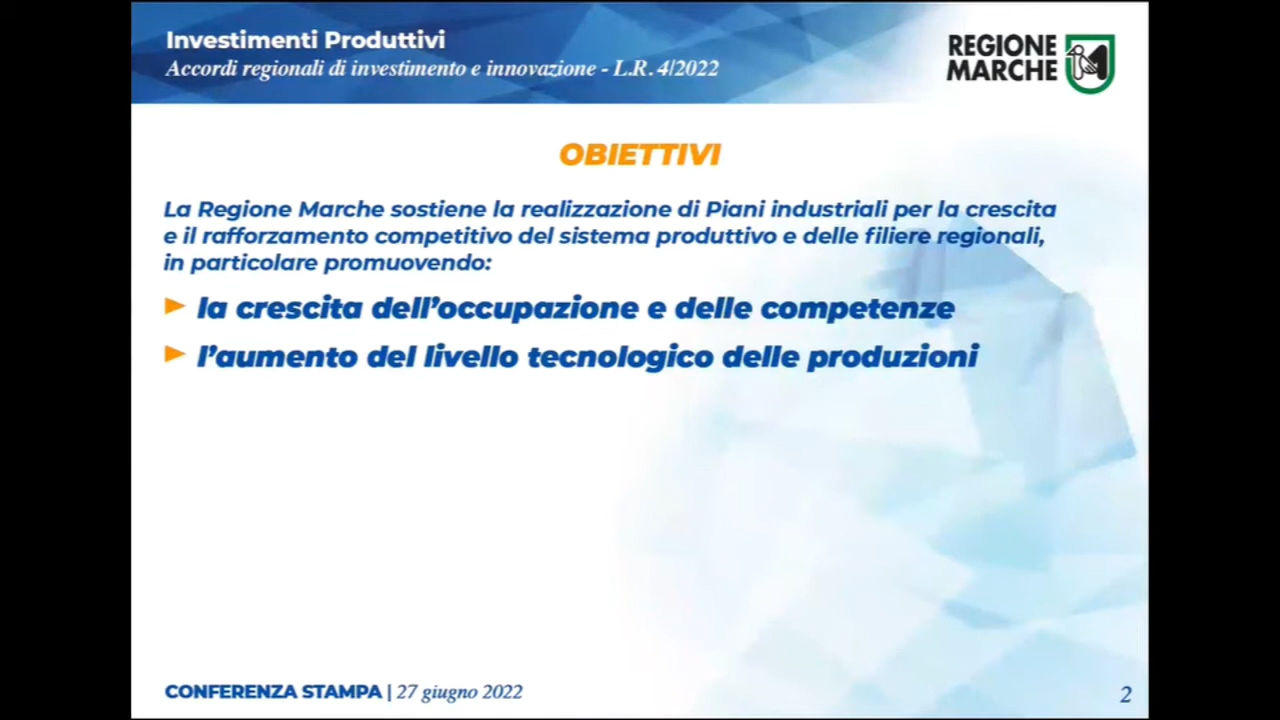 Investimenti Produttivi
Accordi regionali di investimento e innovazione - L.R. 4/2022
REGIONE
MARCHE
OBIETTIVI
La Regione Marche sostiene la realizzazione di Piani industriali per la crescita
e il rafforzamento competitivo del sistema produttivo e delle filiere regionali,
in particolare promuovendo:
la crescita dell'occupazione e delle competenze
l'aumento del livello tecnologico delle produzioni
CONFERENZA STAMPA | 27 giugno 2022
2